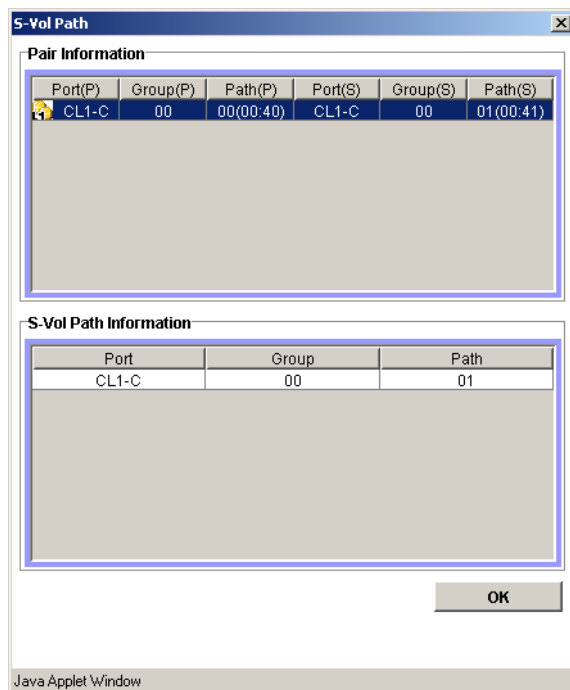 S-Vol Path
Pair Information
Port(P) Group(P) Path(P) Port(S) Group(S) Path(S)
CL1-C 00 00(00:40) CL1-C 00 01(00:41)
S-Vol Path Information
Port Group Path
CL1-C 00 01
OK
Java Applet Window